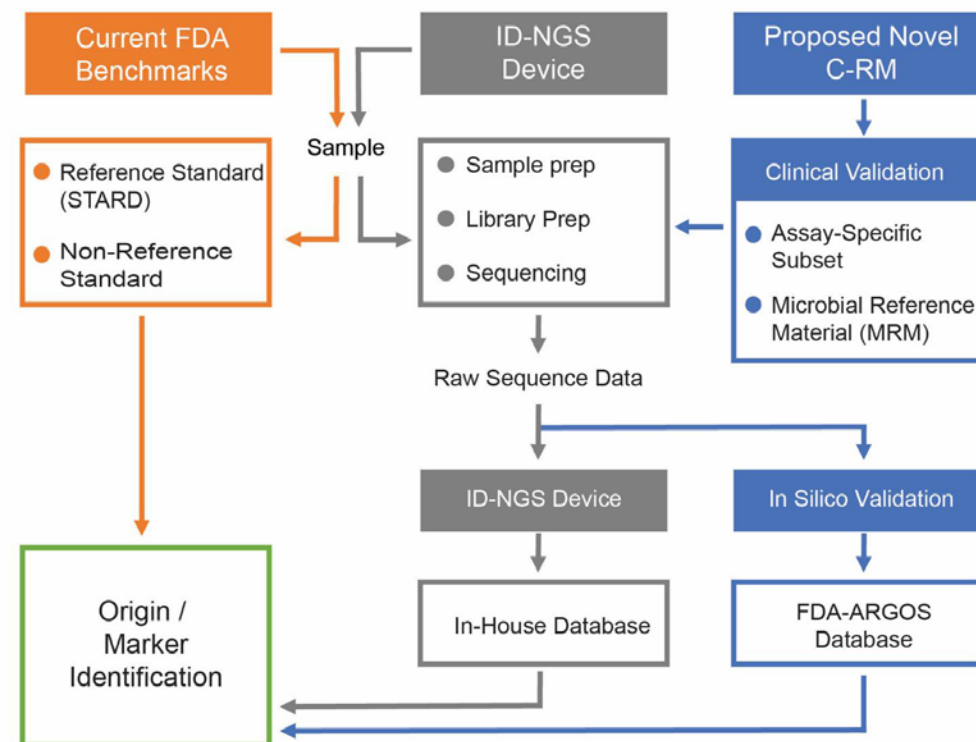 Current FDA
Benchmarks
ID-NGS
Device
Proposed Novel
C-RM
Sample
Reference Standard
(STARD)
Non-Reference
Standard
Sample prep
Library Prep
Sequencing
Clinical Validation
Assay-Specific
Subset
Microbial Reference
Material (MRM)
Raw Sequence Data
ID-NGS Device
In Silico Validation
Origin /
Marker
Identification
In-House Database
FDA-ARGOS
Database